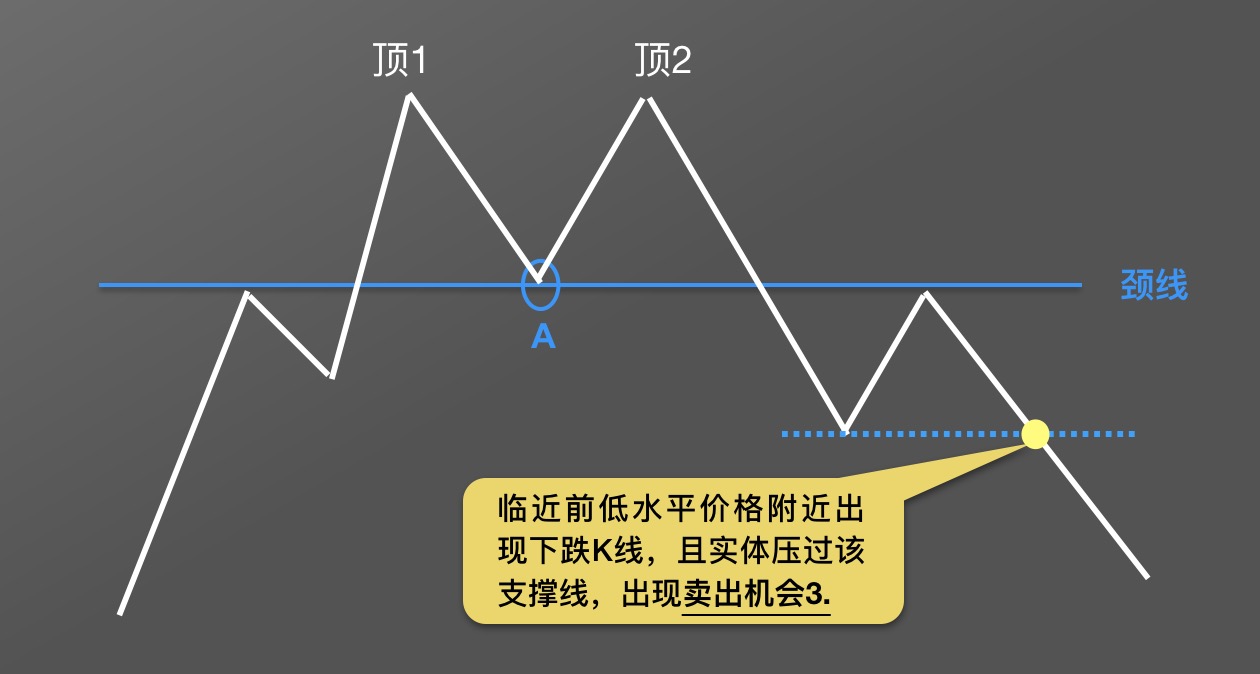 顶1
顶2
颈线
A
临近前低水平价格附近出
现下跌K线，且实体压过该
支撑线，出现卖出机会3.